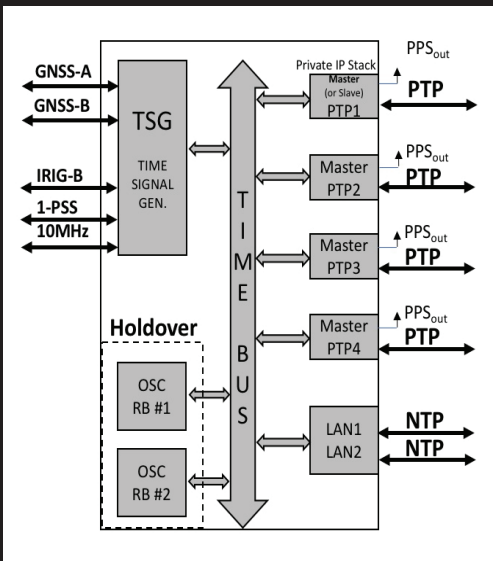 GNSS-A
GNSS-B
IRIG-B
1-PSS
10MHz
TSG
TIME
SIGNAL
GEN.
Holdover
OSC
RB #1
OSC
RB #2
TIME BUS
Private IP Stack
Master
(or Slave)
PTP1
PPSout
PTP
Master
PTP2
PPSout
PTP
Master
PTP3
PPSout
PTP
Master
PTP4
PPSout
PTP
LAN1
LAN2
NTP
NTP